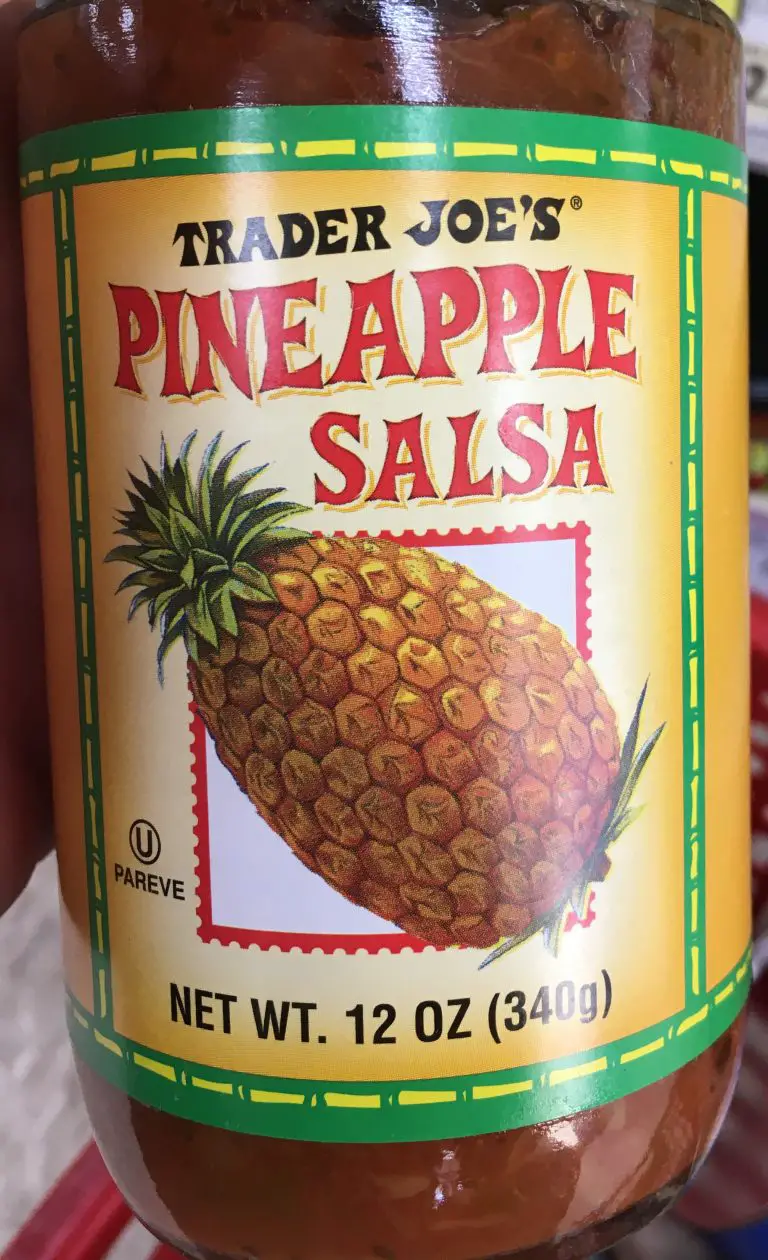 TRADER JOE'S®
PINEAPPLE
SALSA
U
PAREVE
NET WT. 12 OZ (340g)